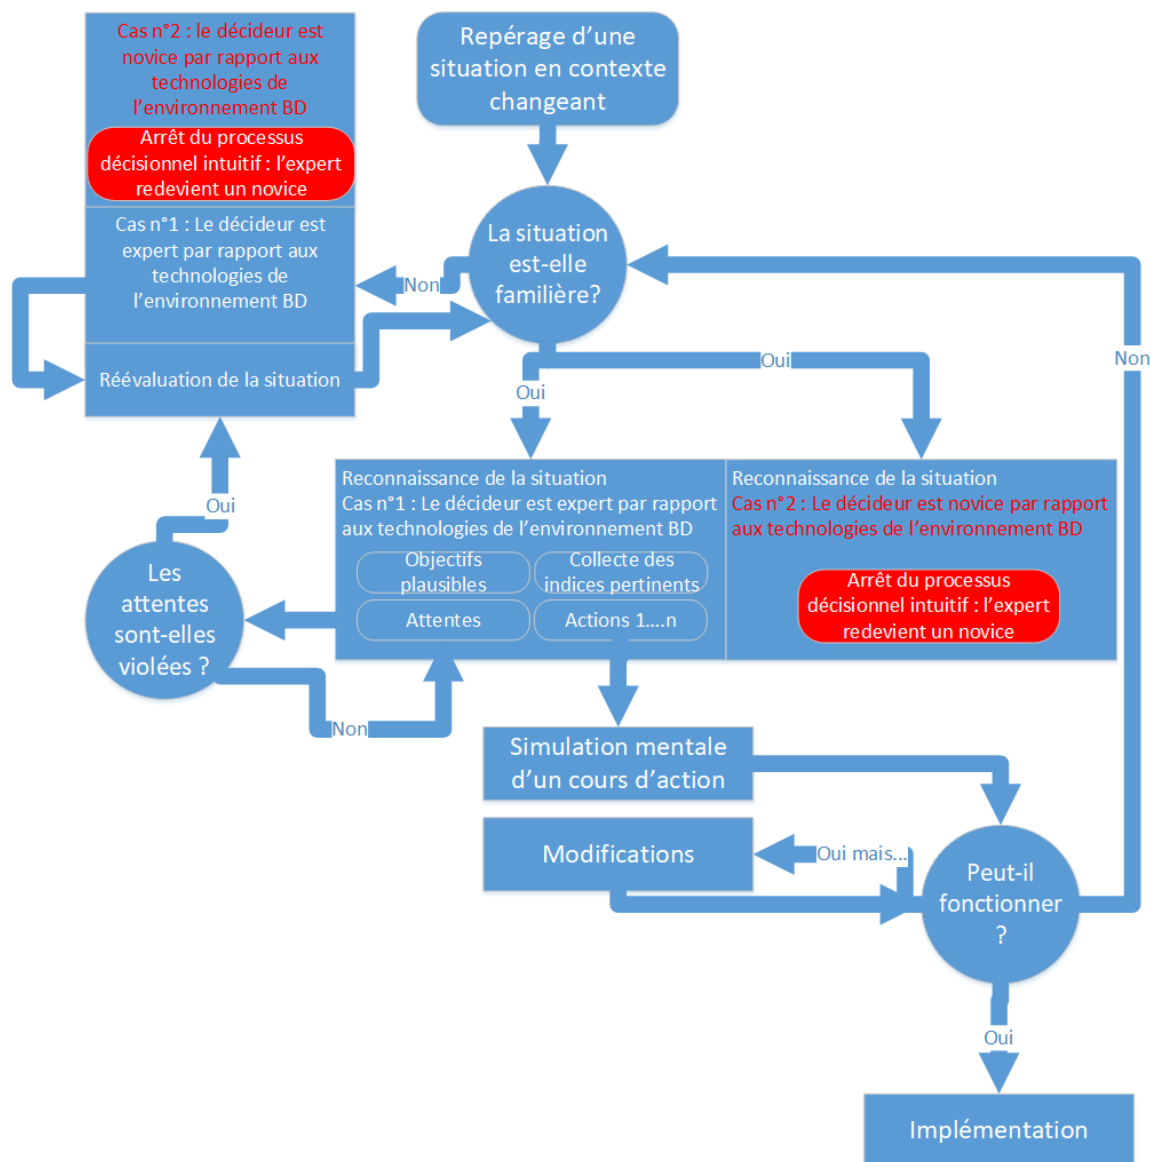 Cas n°2 : le décideur est
novice par rapport aux
technologies de
l'environnement BD
Arrêt du processus
décisionnel intuitif : l'expert
redevient un novice
Cas n°1 : Le décideur est
expert par rapport aux
technologies de
l'environnement BD
Réévaluation de la situation
Repérage d'une
situation en contexte
changeant
La situation
est-elle
familière?
Non
Oui
Oui
Non
Oui
Reconnaissance de la situation
Cas n°1 : Le décideur est expert par rapport
aux technologies de l'environnement BD
Objectifs
plausibles
Collecte des
indices pertinents
Attentes
Actions 1....n
Reconnaissance de la situation
Cas n°2 : Le décideur est novice par rapport
aux technologies de l'environnement BD
Arrêt du processus
décisionnel intuitif : l'expert
redevient un novice
Les
attentes
sont-elles
violées ?
Non
Simulation mentale
d'un cours d'action
Modifications
Oui mais...
Peut-il
fonctionner
?
Oui
Implémentation